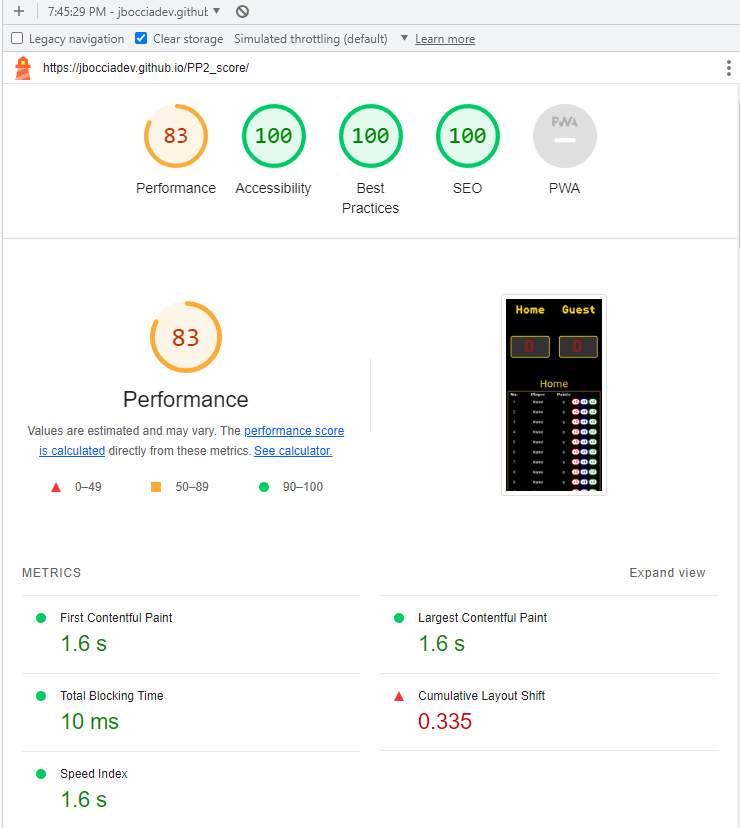 7:45:29 PM - jbocciadev.github
Legacy navigation Clear storage Simulated throttling (default) Learn more
https://jbocciadev.github.io/PP2_score/
83 100 100 100 PWA
Performance Accessibility Best Practices SEO PWA
83
Performance
Values are estimated and may vary. The performance score
is calculated directly from these metrics. See calculator.
0–49 50–89 90–100
Home Guest
0 0
Home
No. Player Points
METRICS
Expand view
First Contentful Paint
1.6 s
Largest Contentful Paint
1.6 s
Total Blocking Time
10 ms
Cumulative Layout Shift
0.335
Speed Index
1.6 s